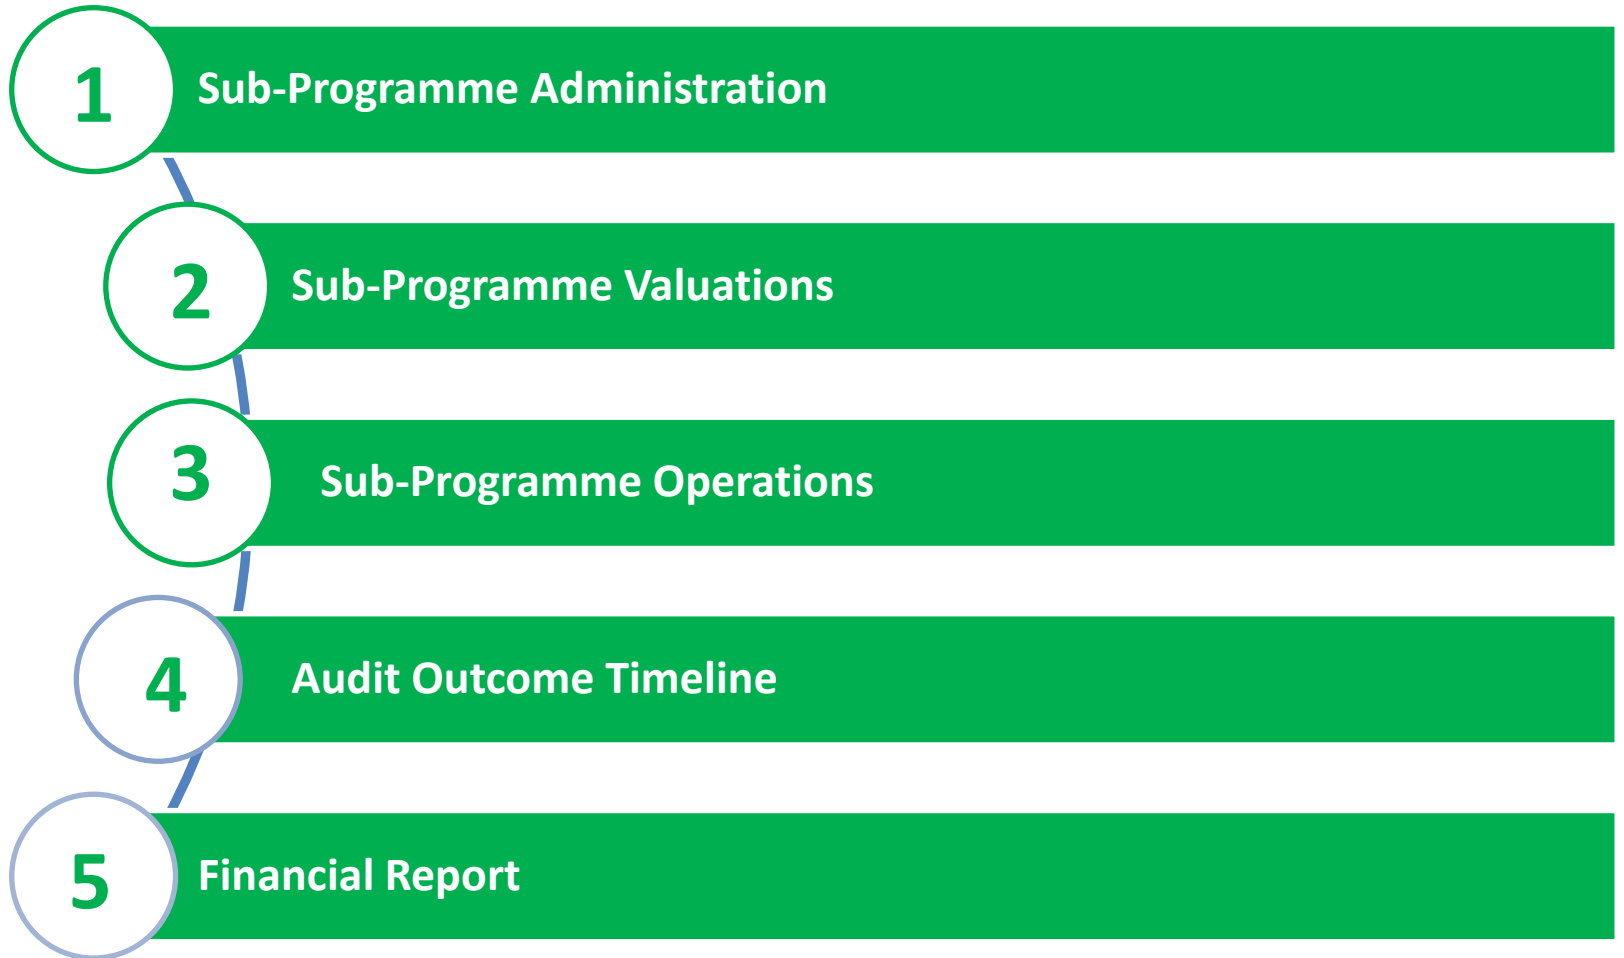 1
Sub-Programme Administration
2
Sub-Programme Valuations
3
Sub-Programme Operations
4
Audit Outcome Timeline
5
Financial Report